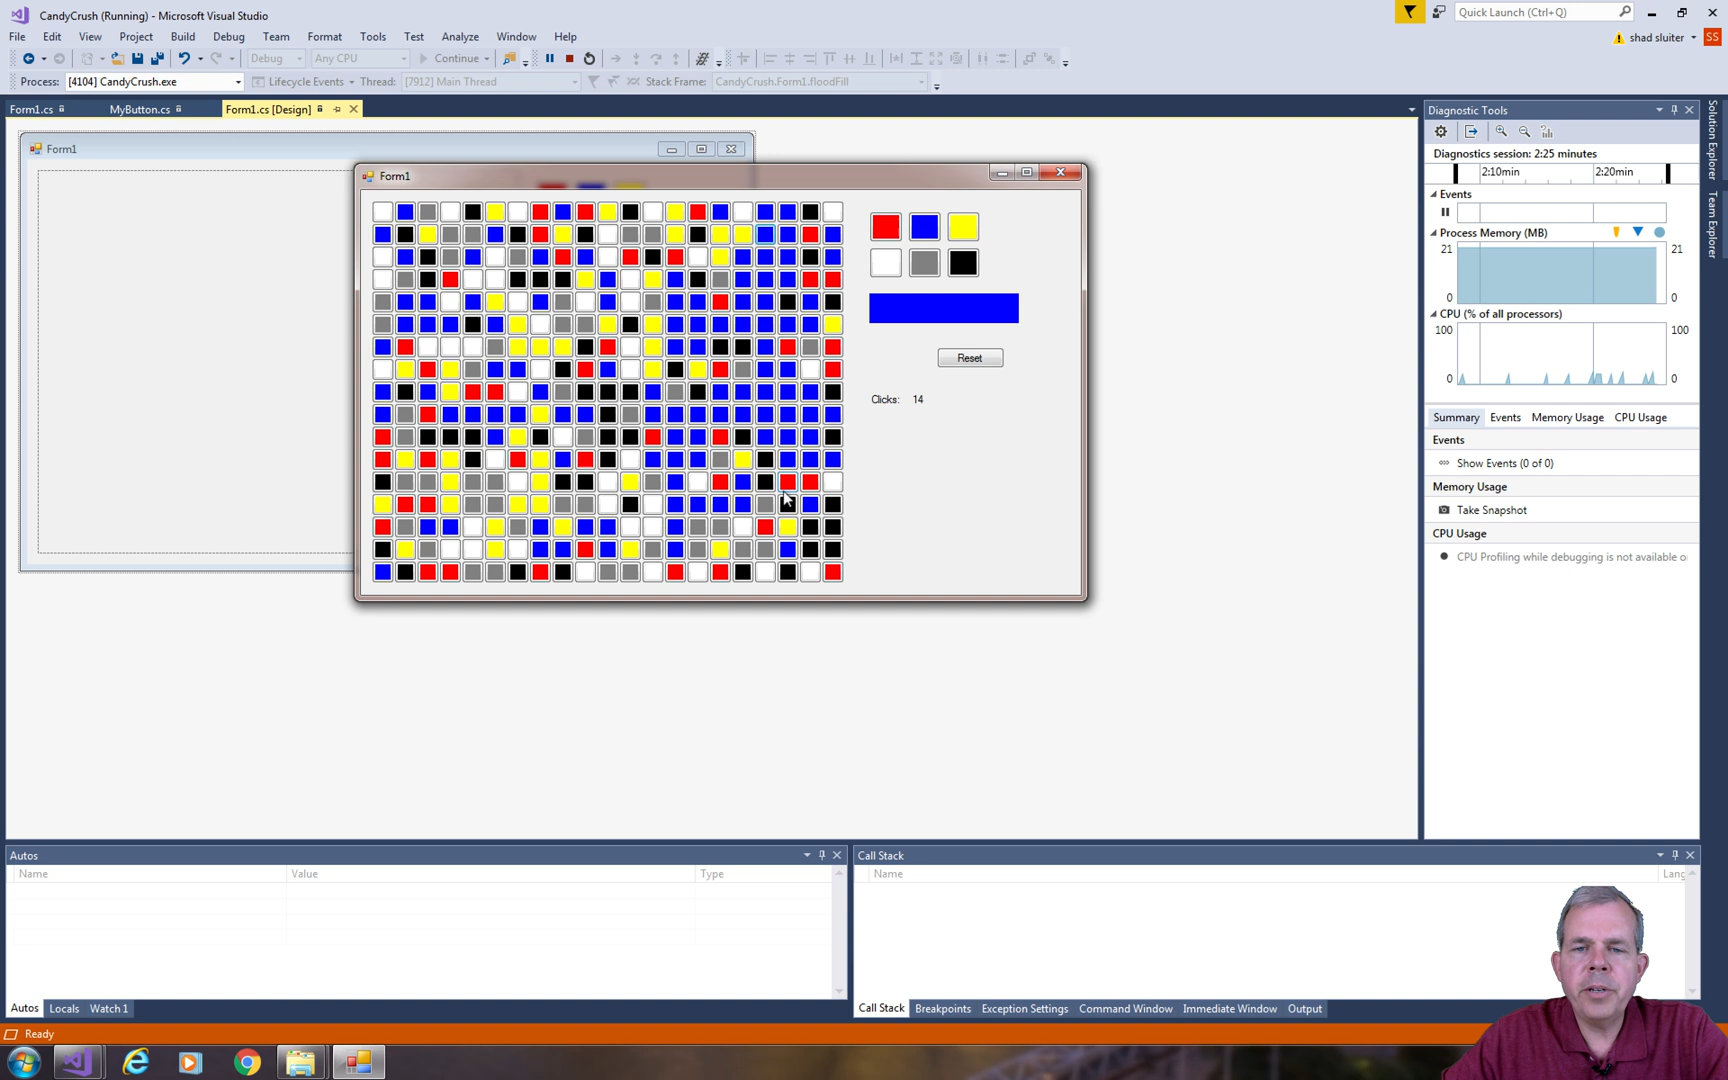 CandyCrush (Running) - Microsoft Visual Studio
Quick Launch (Ctrl+Q)
File Edit View Project Build Debug Team Format Tools Test Analyze Window Help
shad sluiter SS
Debug Any CPU Continue
Process: [4104] CandyCrush.exe Lifecycle Events Thread: [7912] Main Thread Stack Frame: CandyCrush.Form1.floodFill
Form1.cs MyButton.cs Form1.cs [Design]
Form1
Form1
Reset
Clicks: 14
Diagnostic Tools
Diagnostics session: 2:25 minutes
2:10min 2:20min
Events
Process Memory (MB)
21 21
0 0
CPU (% of all processors)
100 100
0 0
Summary Events Memory Usage CPU Usage
Events
Show Events (0 of 0)
Memory Usage
Take Snapshot
CPU Usage
CPU Profiling while debugging is not available o
Solution Explorer
Team Explorer
Autos
Name Value Type
Autos Locals Watch 1
Call Stack
Name Lang
Call Stack Breakpoints Exception Settings Command Window Immediate Window Output
Ready